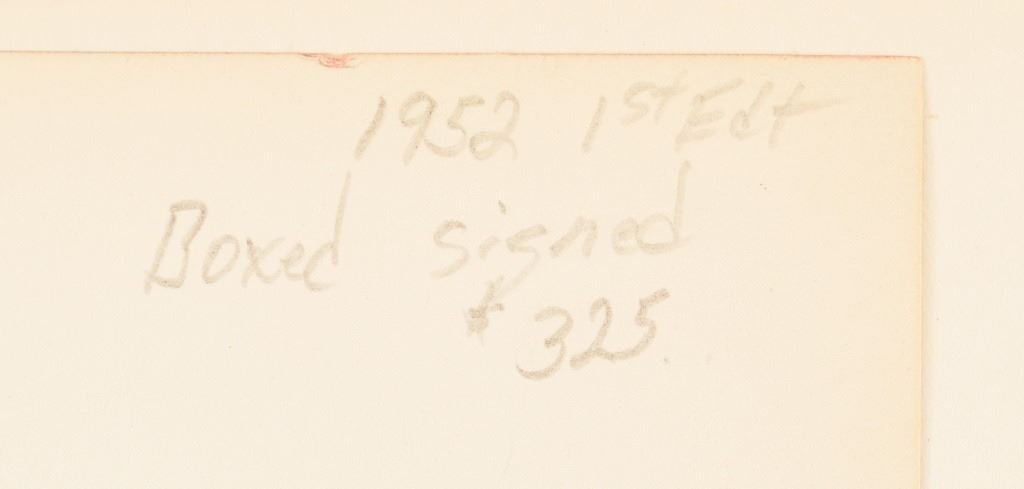 1952 1st Edt
Boxed signed
$325.